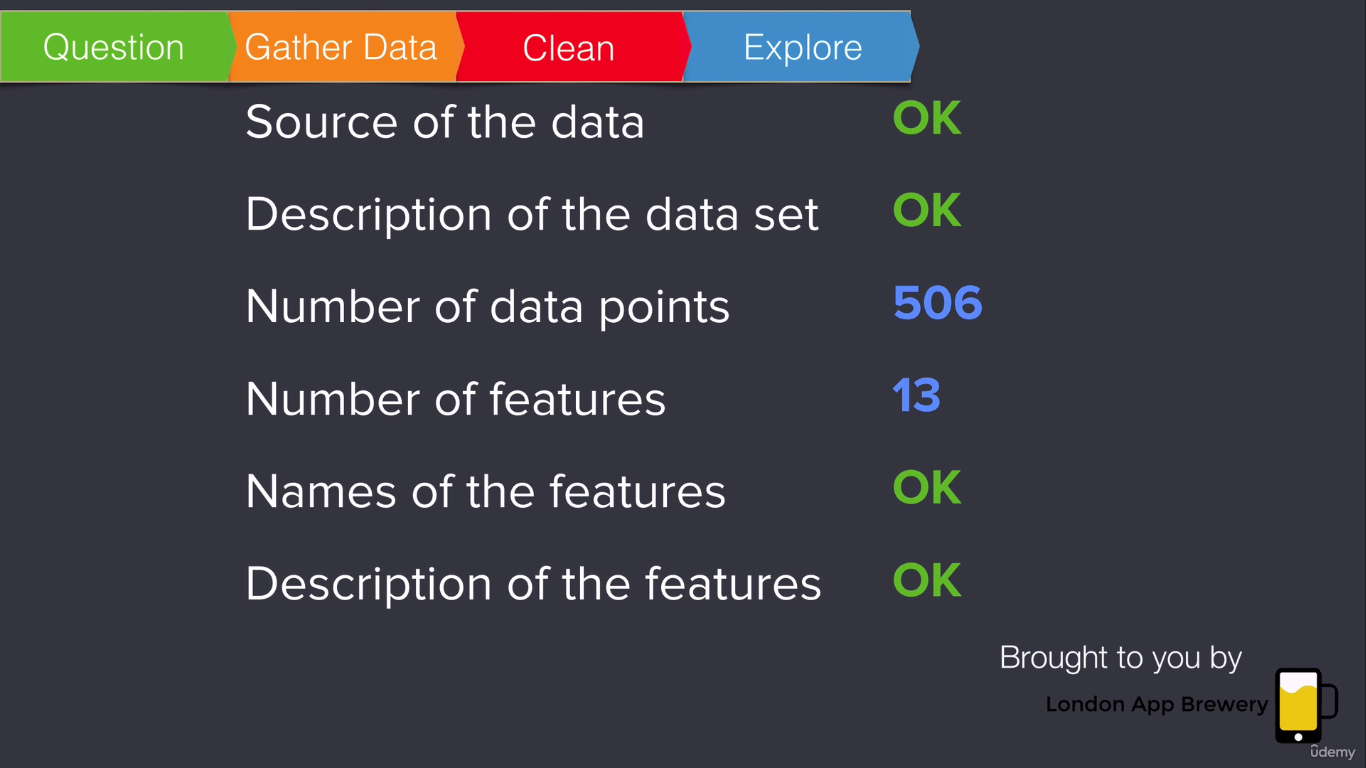 Question Gather Data Clean Explore
Source of the data OK
Description of the data set OK
Number of data points 506
Number of features 13
Names of the features OK
Description of the features OK
Brought to you by
London App Brewery
ûdemy